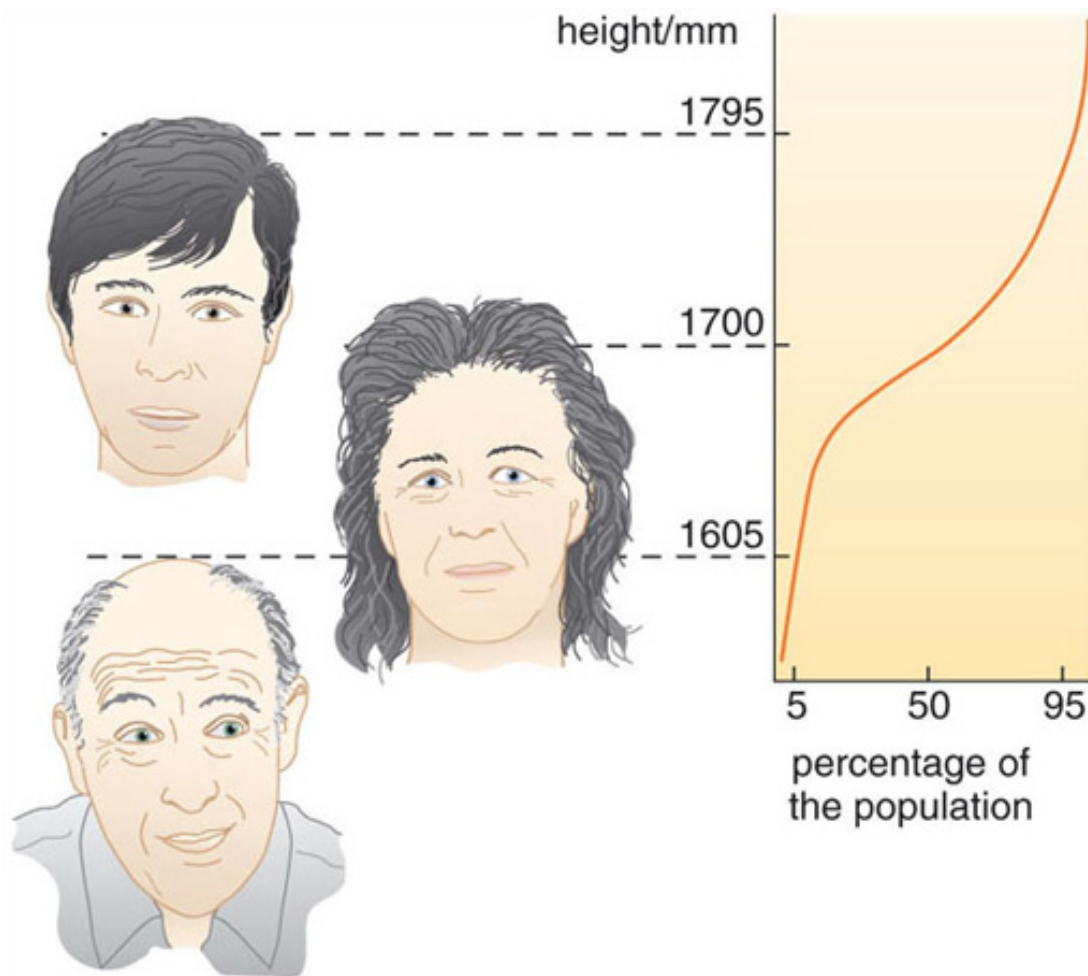 height/mm
1795
1700
1605
5 50 95
percentage of
the population